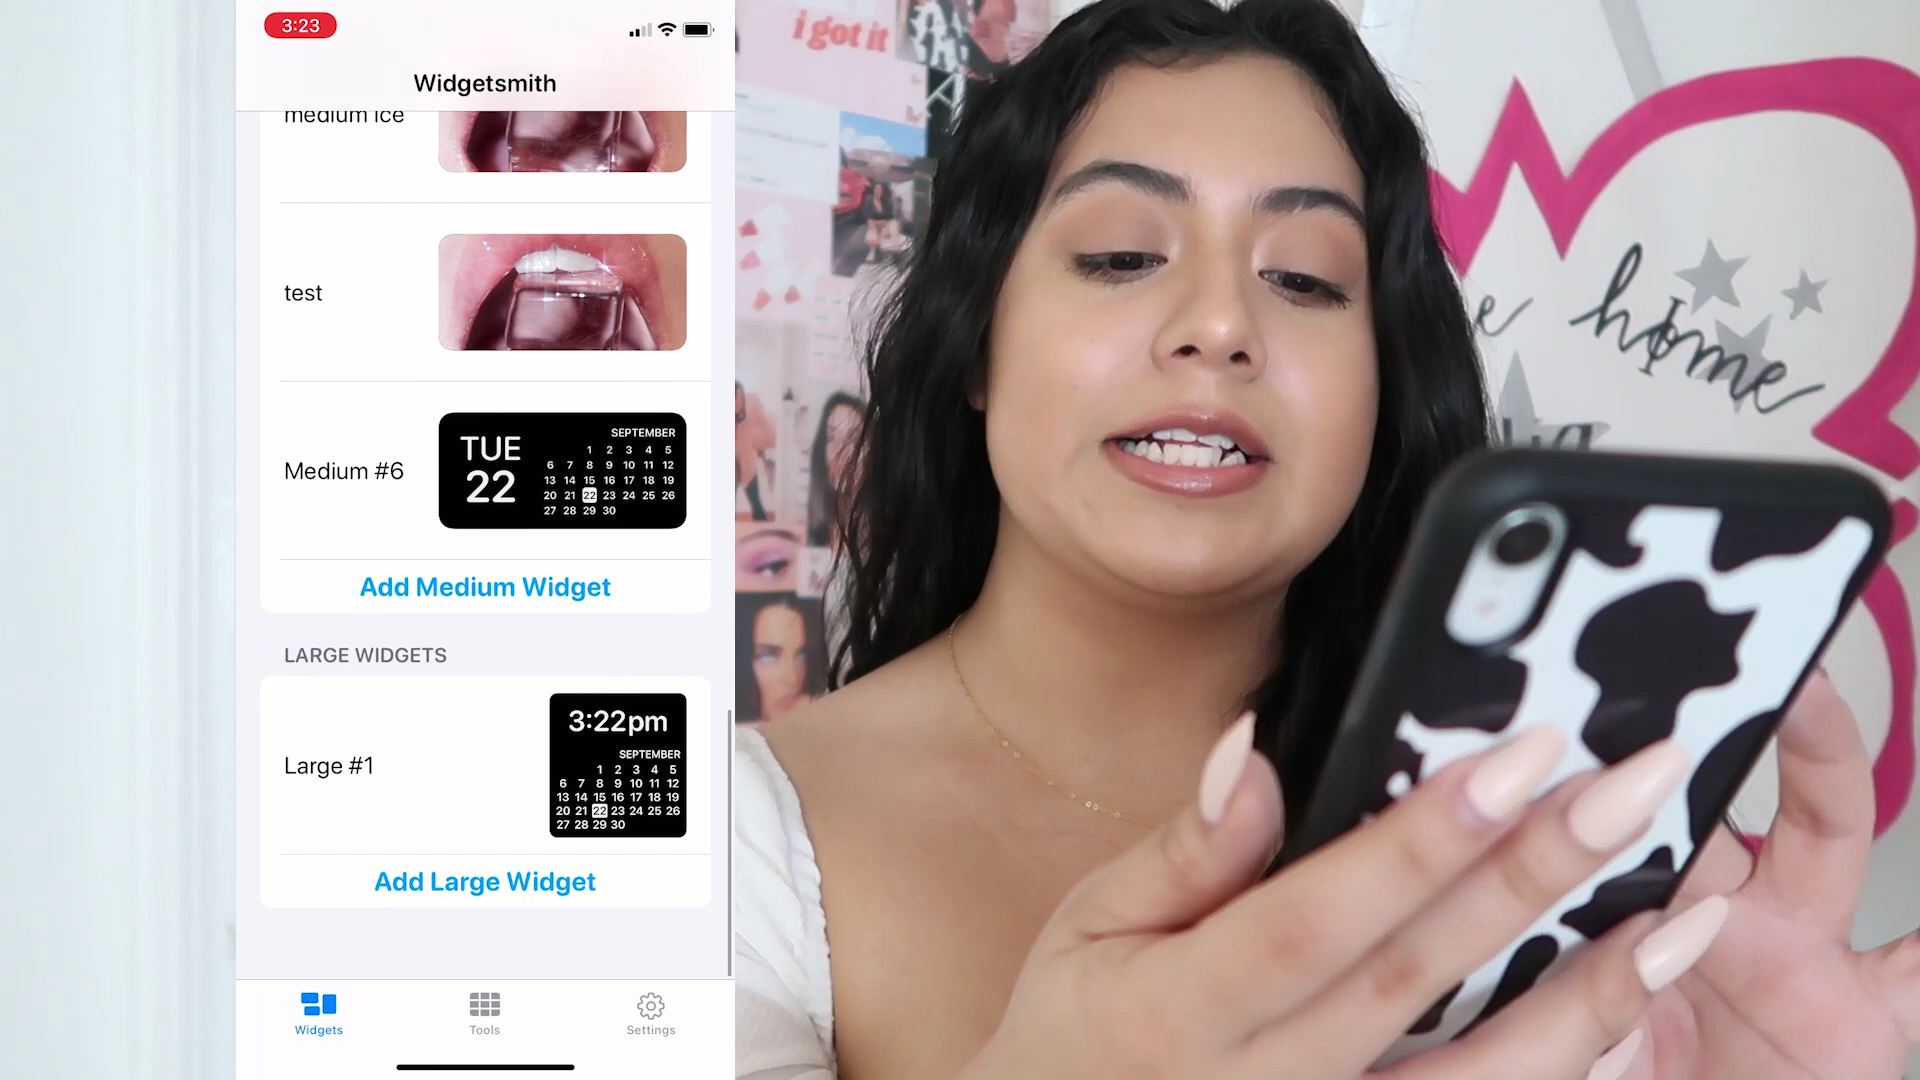 3:23
Widgetsmith
medium ice
test
TUE
22
SEPTEMBER
1 2 3 4 5
6 7 8 9 10 11 12
13 14 15 16 17 18 19
20 21 22 23 24 25 26
27 28 29 30
Medium #6
Add Medium Widget
LARGE WIDGETS
3:22pm
SEPTEMBER
1 2 3 4 5
6 7 8 9 10 11 12
13 14 15 16 17 18 19
20 21 22 23 24 25 26
27 28 29 30
Large #1
Add Large Widget
Widgets
Tools
Settings
i got it
home